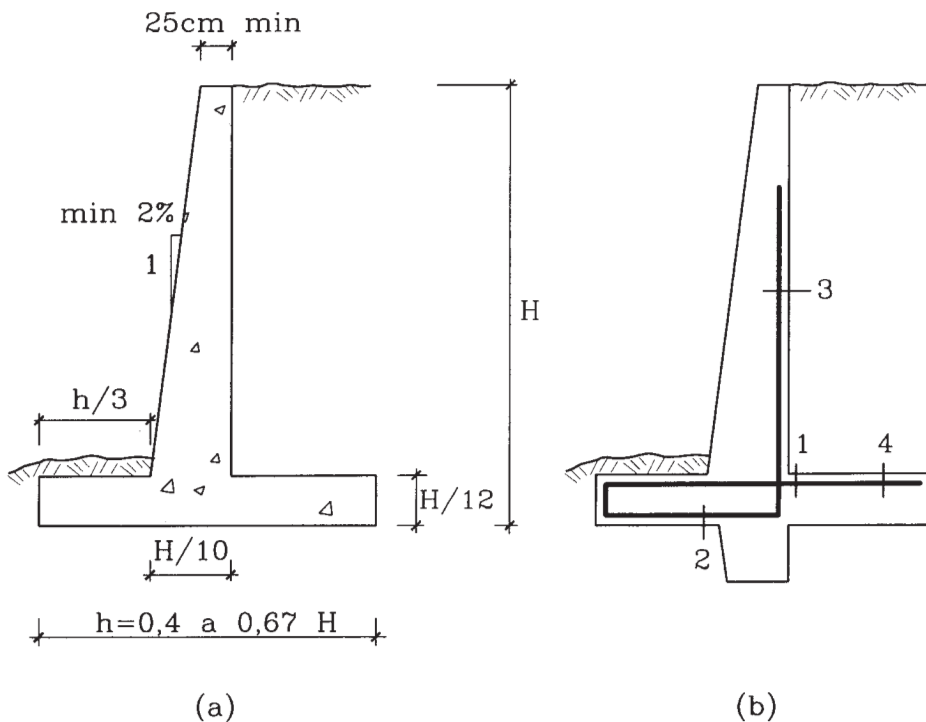 25cm min
min 2%
1
h/3
H
H/12
H/10
h=0,4 a 0,67 H
(a)
3
1
4
2
(b)